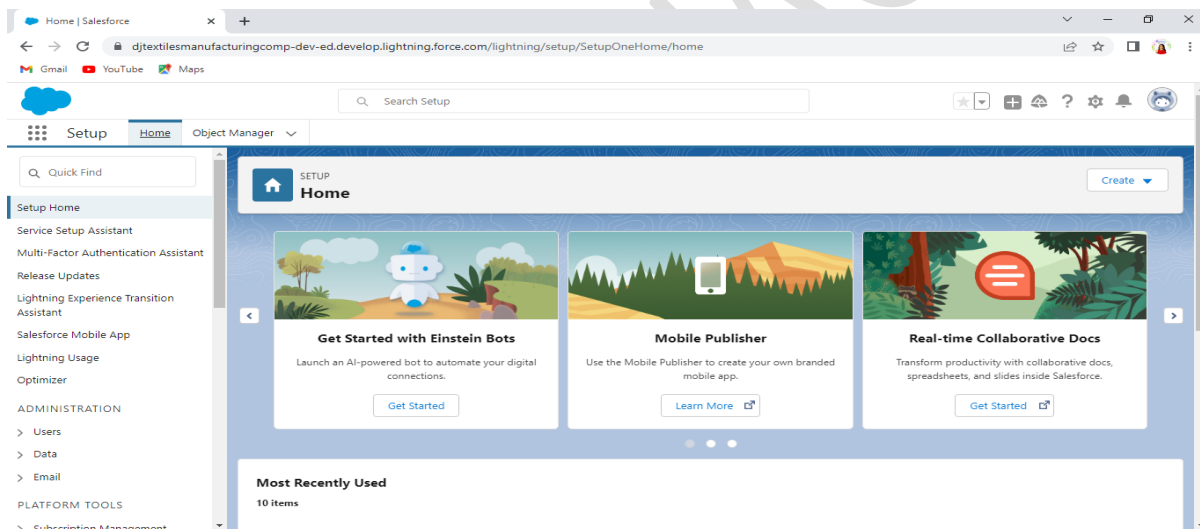 Home | Salesforce
djtextilesmanufacturingcomp-dev-ed.develop.lightning.force.com/lightning/setup/SetupOneHome/home
Gmail YouTube Maps
Search Setup
Setup Home Object Manager
Quick Find
Setup Home
Service Setup Assistant
Multi-Factor Authentication Assistant
Release Updates
Lightning Experience Transition
Assistant
Salesforce Mobile App
Lightning Usage
Optimizer
ADMINISTRATION
Users
Data
Email
PLATFORM TOOLS
Subscription Management
SETUP
Home
Create
Get Started with Einstein Bots
Launch an AI-powered bot to automate your digital
connections.
Get Started
Mobile Publisher
Use the Mobile Publisher to create your own branded
mobile app.
Learn More
Real-time Collaborative Docs
Transform productivity with collaborative docs,
spreadsheets, and slides inside Salesforce.
Get Started
Most Recently Used
10 items